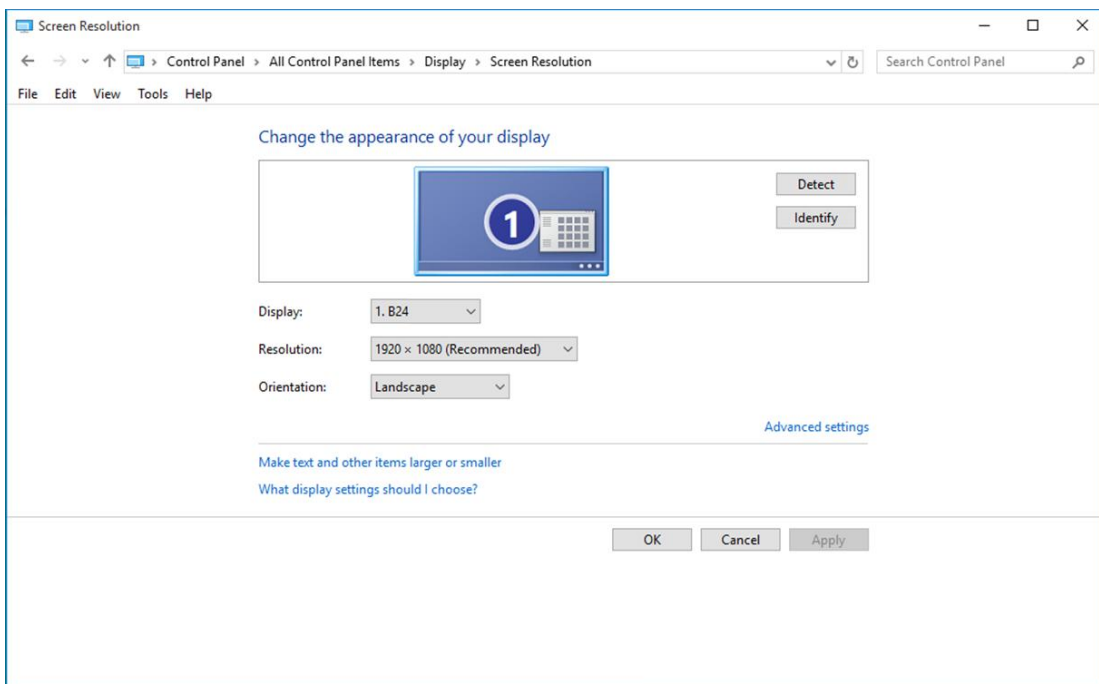 Screen Resolution
Control Panel > All Control Panel Items > Display > Screen Resolution
Search Control Panel
File Edit View Tools Help
Change the appearance of your display
1
Detect
Identify
Display: 1. B24
Resolution: 1920 × 1080 (Recommended)
Orientation: Landscape
Advanced settings
Make text and other items larger or smaller
What display settings should I choose?
OK Cancel Apply